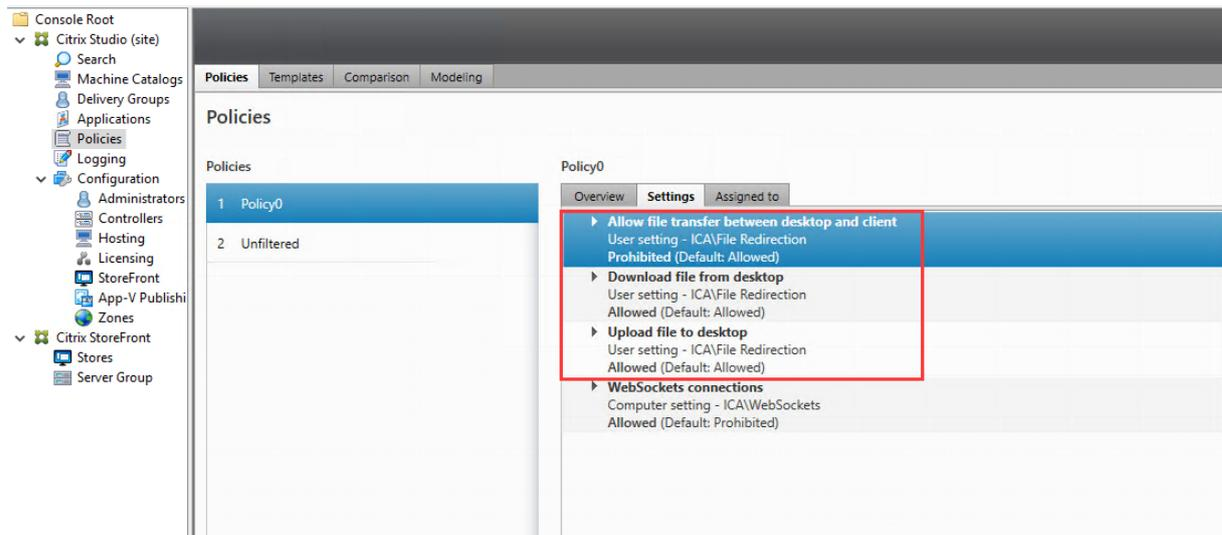 Console Root
Citrix Studio (site)
Search
Machine Catalogs
Delivery Groups
Applications
Policies
Logging
Configuration
Administrators
Controllers
Hosting
Licensing
StoreFront
App-V Publishi
Zones
Citrix StoreFront
Stores
Server Group
Policies Templates Comparison Modeling
Policies
Policies
1 Policy0
2 Unfiltered
Policy0
Overview Settings Assigned to
Allow file transfer between desktop and client
User setting - ICA\File Redirection
Prohibited (Default: Allowed)
Download file from desktop
User setting - ICA\File Redirection
Allowed (Default: Allowed)
Upload file to desktop
User setting - ICA\File Redirection
Allowed (Default: Allowed)
WebSockets connections
Computer setting - ICA\WebSockets
Allowed (Default: Prohibited)